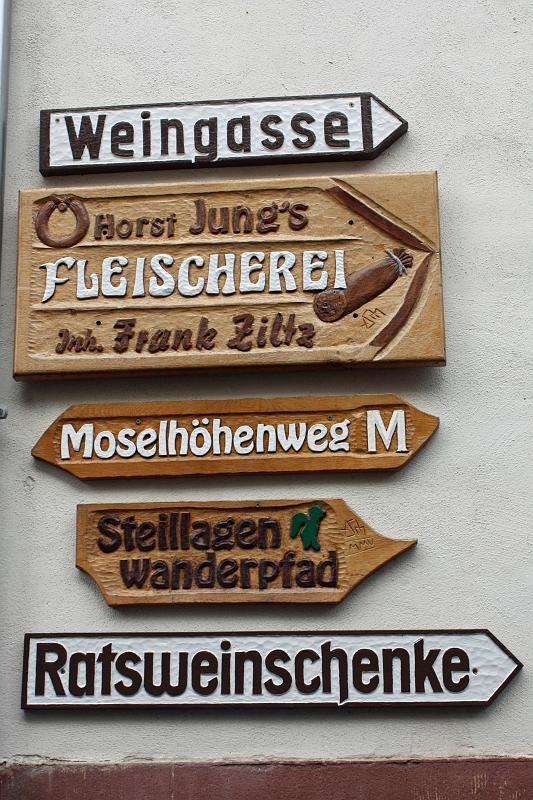 Weingasse
Horst Jung's
FLEISCHEREI
Inh. Frank Ziltz
Moselhöhenweg M
Steillagen
wanderpfad
Ratsweinschenke